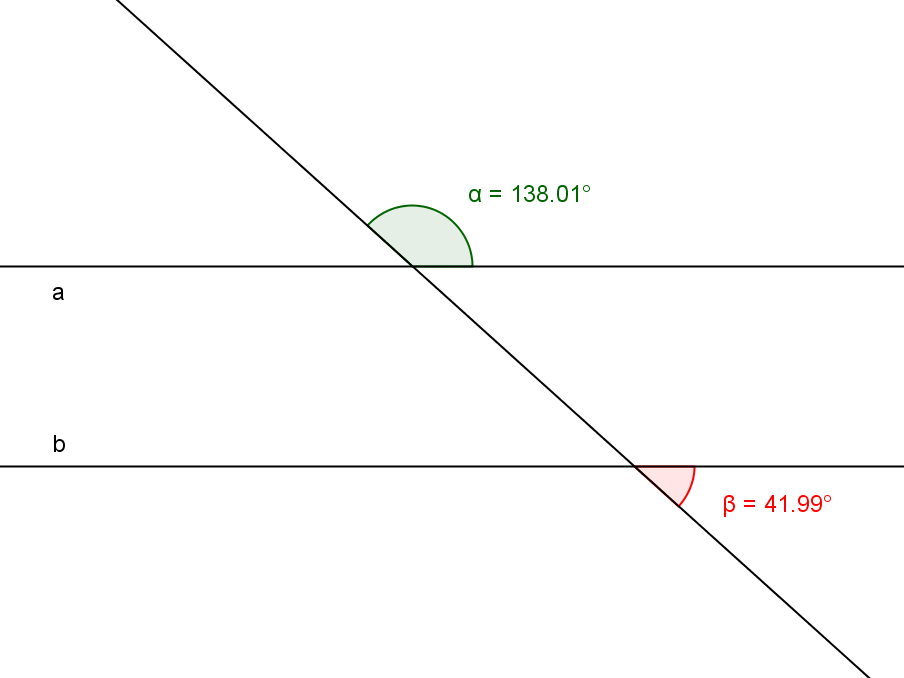 α = 138.01°
a
b
β = 41.99°